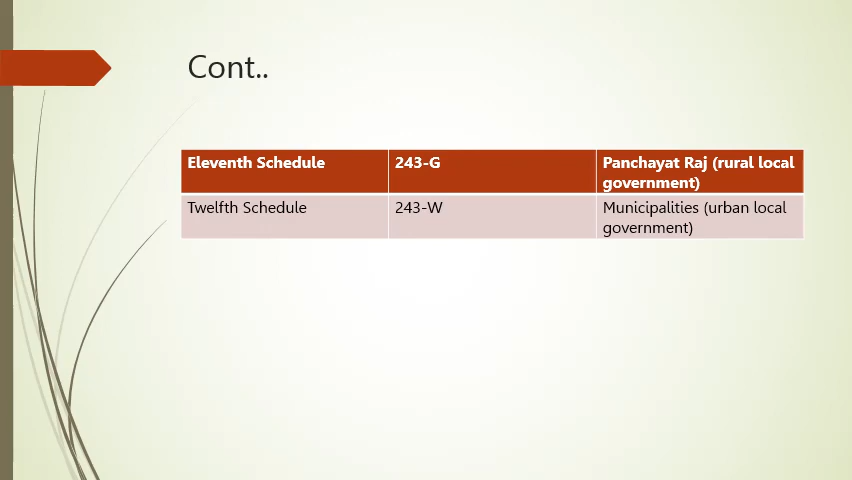 Cont..
Eleventh Schedule 243-G Panchayat Raj (rural local
government)
Twelfth Schedule 243-W Municipalities (urban local
government)